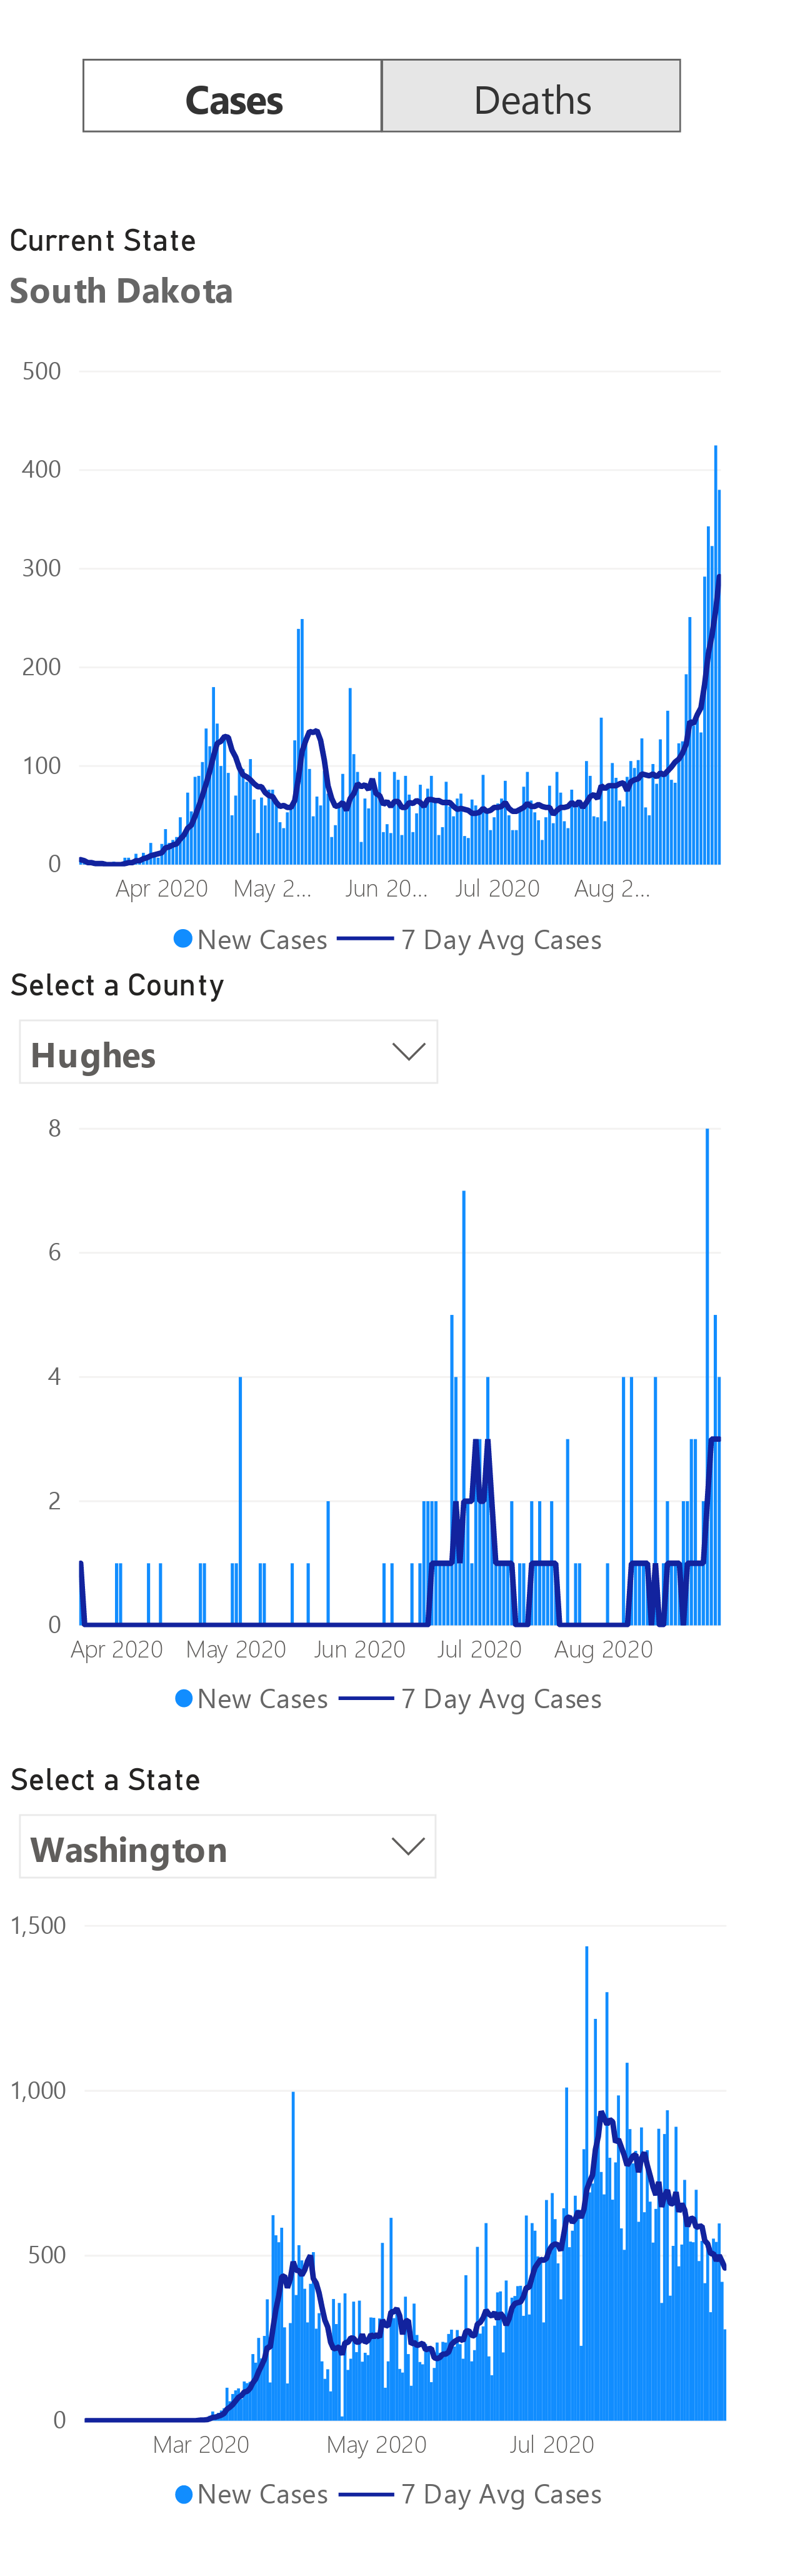 Cases Deaths
Current State
South Dakota
500
400
300
200
100
0
Apr 2020 May 2... Jun 20... Jul 2020 Aug 2...
New Cases 7 Day Avg Cases
Select a County
Hughes
8
6
4
2
0
Apr 2020 May 2020 Jun 2020 Jul 2020 Aug 2020
New Cases 7 Day Avg Cases
Select a State
Washington
1,500
1,000
500
0
Mar 2020 May 2020 Jul 2020
New Cases 7 Day Avg Cases